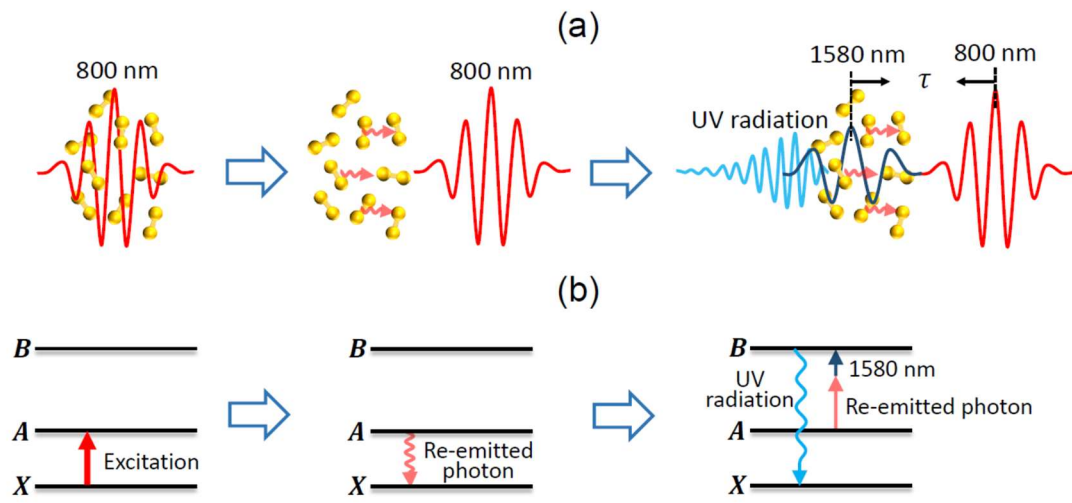 (a)
800 nm
800 nm
1580 nm
τ
800 nm
UV radiation
(b)
B
A
X
Excitation
B
A
X
Re-emitted
photon
B
A
X
UV
radiation
1580 nm
Re-emitted photon